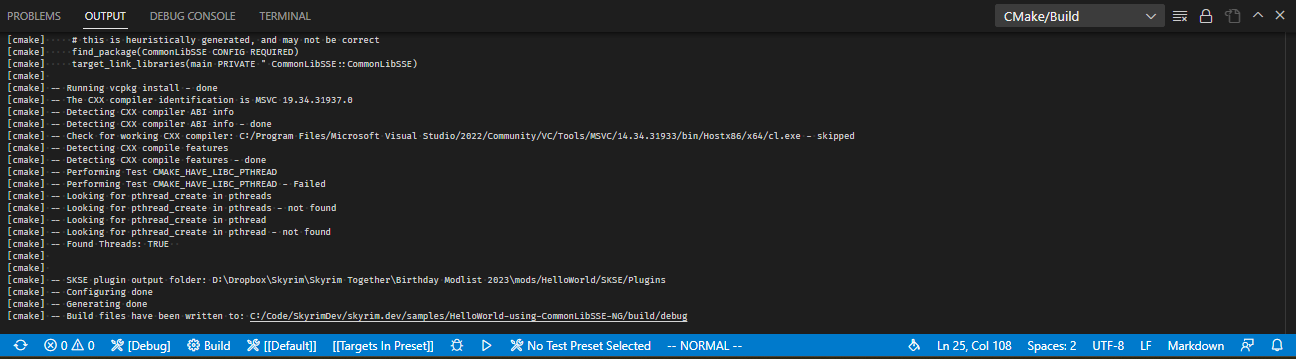 PROBLEMS OUTPUT DEBUG CONSOLE TERMINAL CMake/Build
[cmake] # this is heuristically generated, and may not be correct
[cmake] find_package(CommonLibSSE CONFIG REQUIRED)
[cmake] target_link_libraries(main PRIVATE " CommonLibSSE::CommonLibSSE)
[cmake]
[cmake] -- Running vcpkg install - done
[cmake] -- The CXX compiler identification is MSVC 19.34.31937.0
[cmake] -- Detecting CXX compiler ABI info
[cmake] -- Detecting CXX compiler ABI info - done
[cmake] -- Check for working CXX compiler: C:/Program Files/Microsoft Visual Studio/2022/Community/VC/Tools/MSVC/14.34.31933/bin/Hostx86/x64/cl.exe - skipped
[cmake] -- Detecting CXX compile features
[cmake] -- Detecting CXX compile features - done
[cmake] -- Performing Test CMAKE_HAVE_LIBC_PTHREAD
[cmake] -- Performing Test CMAKE_HAVE_LIBC_PTHREAD - Failed
[cmake] -- Looking for pthread_create in pthreads
[cmake] -- Looking for pthread_create in pthreads - not found
[cmake] -- Looking for pthread_create in pthread
[cmake] -- Looking for pthread_create in pthread - not found
[cmake] -- Found Threads: TRUE
[cmake]
[cmake]
[cmake] -- SKSE plugin output folder: D:\Dropbox\Skyrim\Skyrim Together\Birthday Modlist 2023\mods/HelloWorld/SKSE/Plugins
[cmake] -- Configuring done
[cmake] -- Generating done
[cmake] -- Build files have been written to: C:/Code/SkyrimDev/skyrim.dev/samples/HelloWorld-using-CommonLibSSE-NG/build/debug
0 0 [Debug] Build [[Default]] [[Targets In Preset]] No Test Preset Selected -- NORMAL -- Ln 25, Col 108 Spaces: 2 UTF-8 LF Markdown